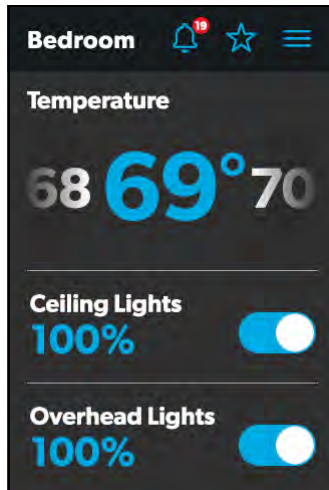 Bedroom 19
Temperature
68 69° 70
Ceiling Lights
100%
Overhead Lights
100%